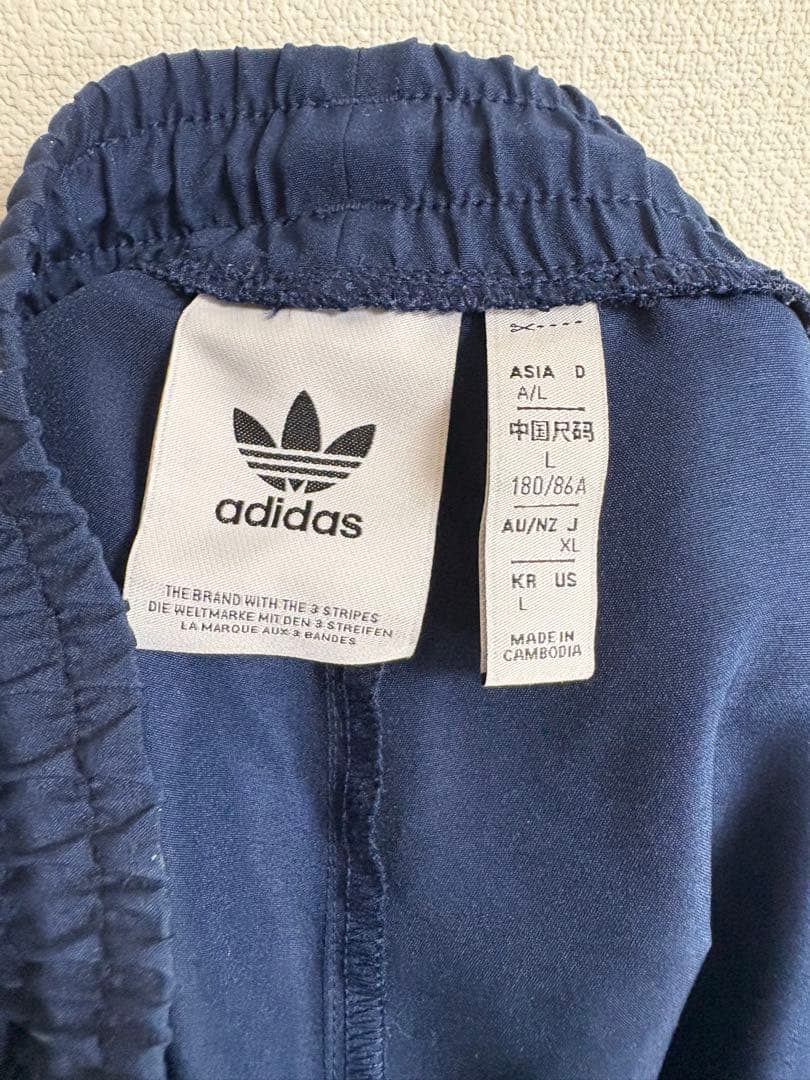 adidas
THE BRAND WITH THE 3 STRIPES
DIE WELTMARKE MIT DEN 3 STREIFEN
LA MARQUE AUX 3 BANDES
ASIA D
A/L
中国尺码
L
180/86A
AU/NZ J
XL
KR US
L
MADE IN
CAMBODIA